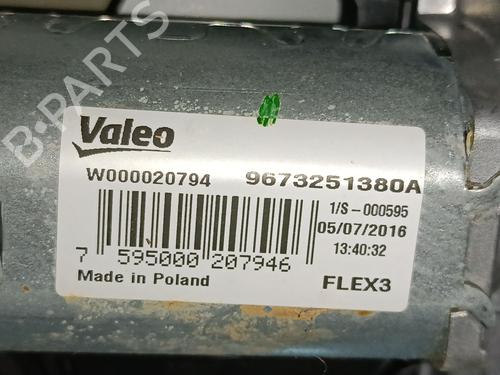 B-PARTS
Valeo
W000020794 9673251380A
1/S-000595
05/07/2016
13:40:32
7 595000 207946
Made in Poland FLEX3